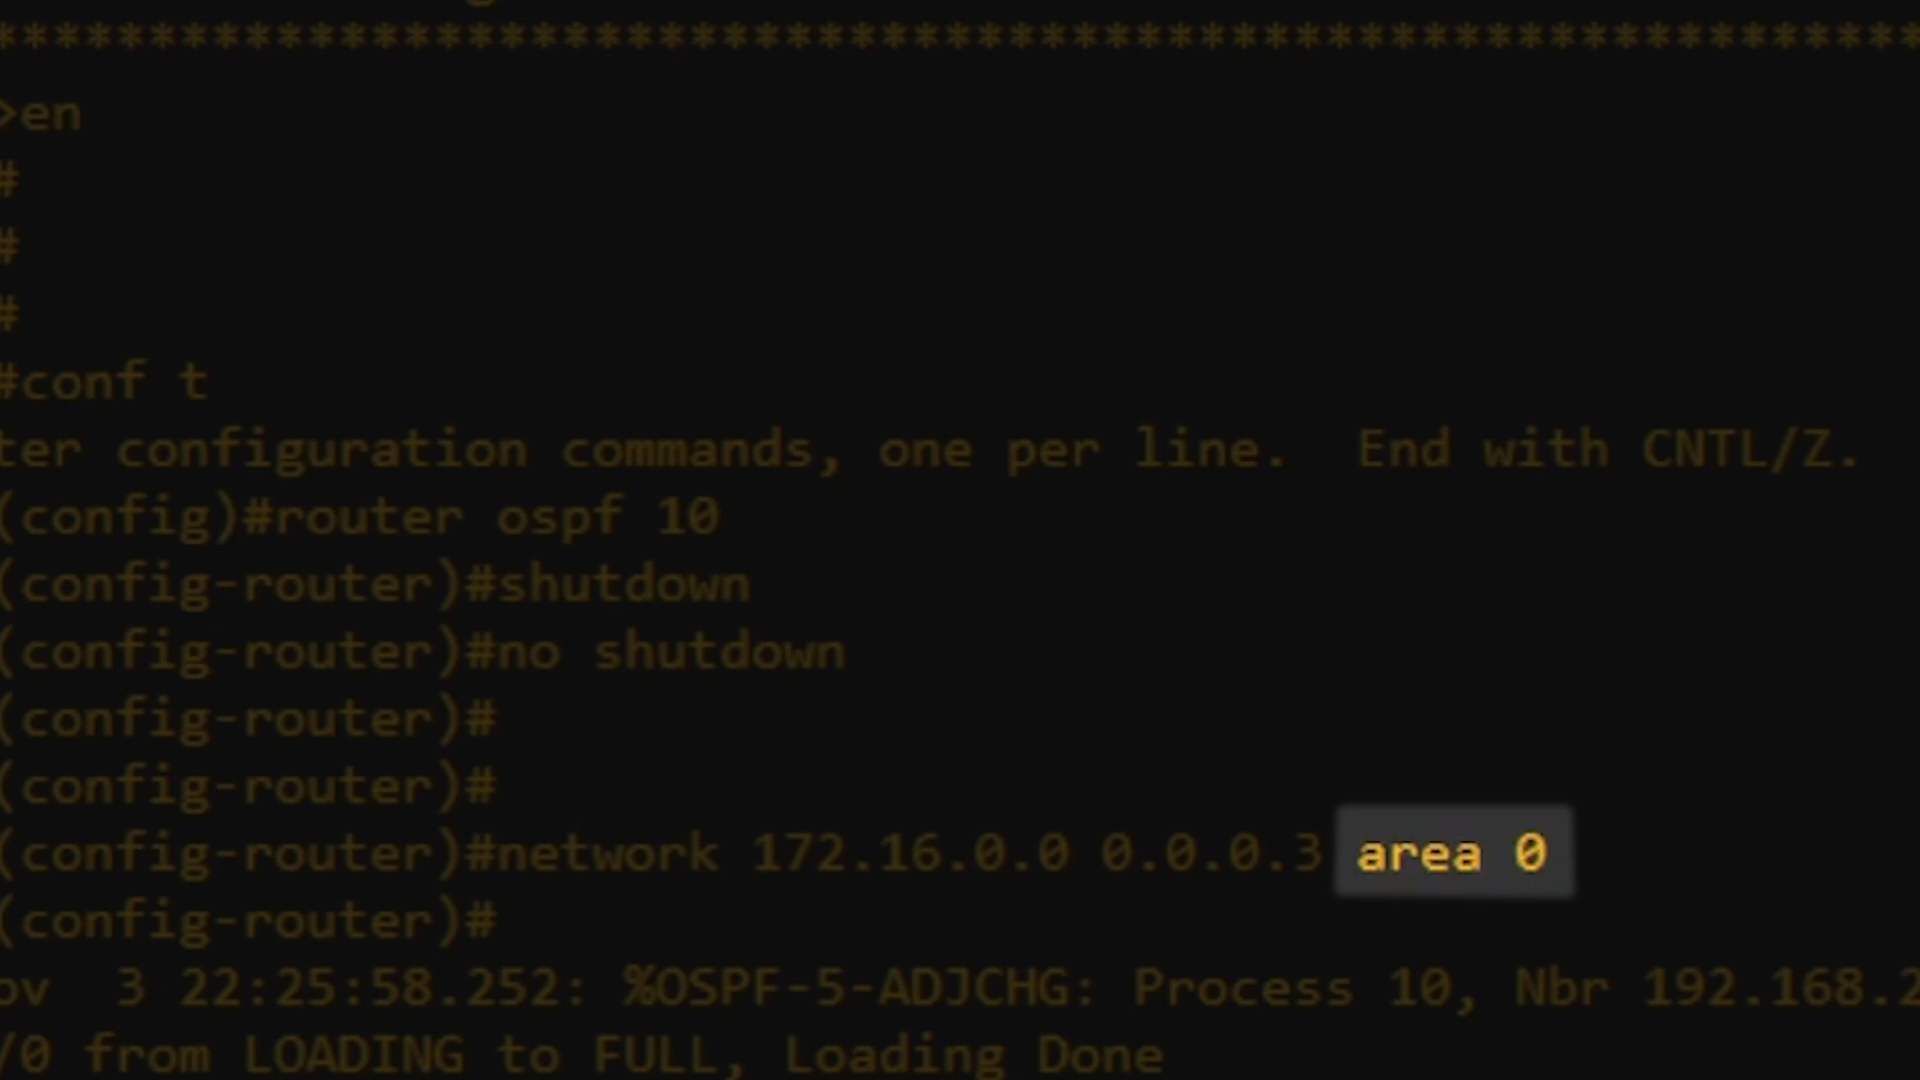 ************************************************************
>en
#
#
#
#conf t
ter configuration commands, one per line.  End with CNTL/Z.
(config)#router ospf 10
(config-router)#shutdown
(config-router)#no shutdown
(config-router)#
(config-router)#
(config-router)#network 172.16.0.0 0.0.0.3 area 0
(config-router)#
ov  3 22:25:58.252: %OSPF-5-ADJCHG: Process 10, Nbr 192.168.2
/0 from LOADING to FULL, Loading Done